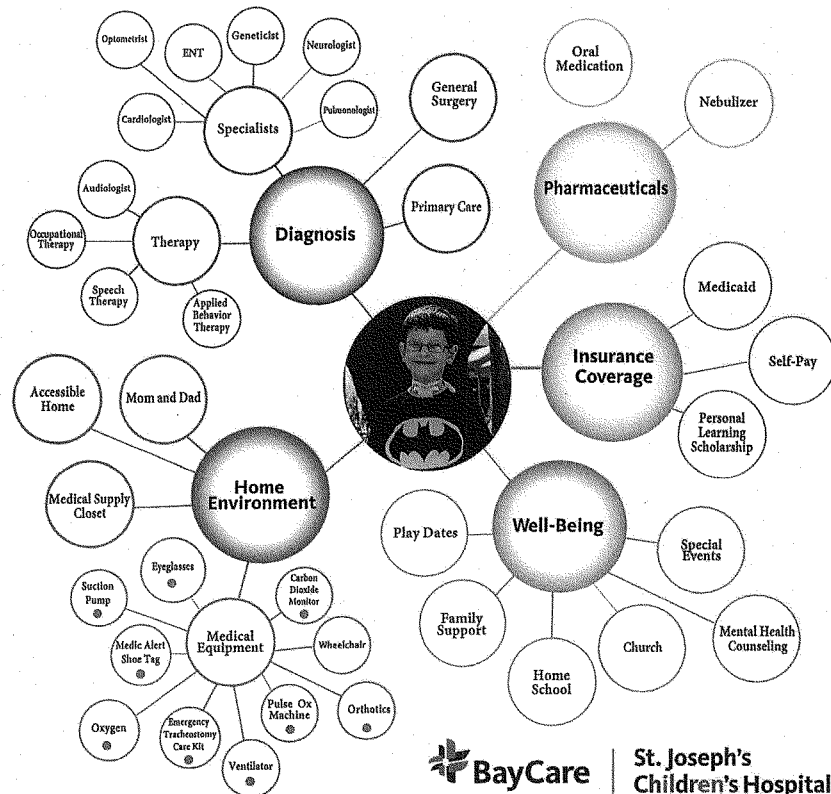 Optometrist
ENT
Geneticist
Neurologist
Cardiologist
Specialists
Pulmonologist
General
Surgery
Oral
Medication
Nebulizer
Pharmaceuticals
Audiologist
Occupational
Therapy
Therapy
Speech
Therapy
Applied
Behavior
Therapy
Diagnosis
Primary Care
Medicaid
Insurance
Coverage
Self-Pay
Personal
Learning
Scholarship
Accessible
Home
Mom and Dad
Home
Environment
Medical Supply
Closet
Well-Being
Play Dates
Special
Events
Family
Support
Home
School
Church
Mental Health
Counseling
Eyeglasses
Carbon
Dioxide
Monitor
Suction
Pump
Medical
Equipment
Wheelchair
Medic Alert
Shoe Tag
Oxygen
Emergency
Tracheostomy
Care Kit
Ventilator
Pulse Ox
Machine
Orthotics
BayCare
St. Joseph's
Children's Hospital